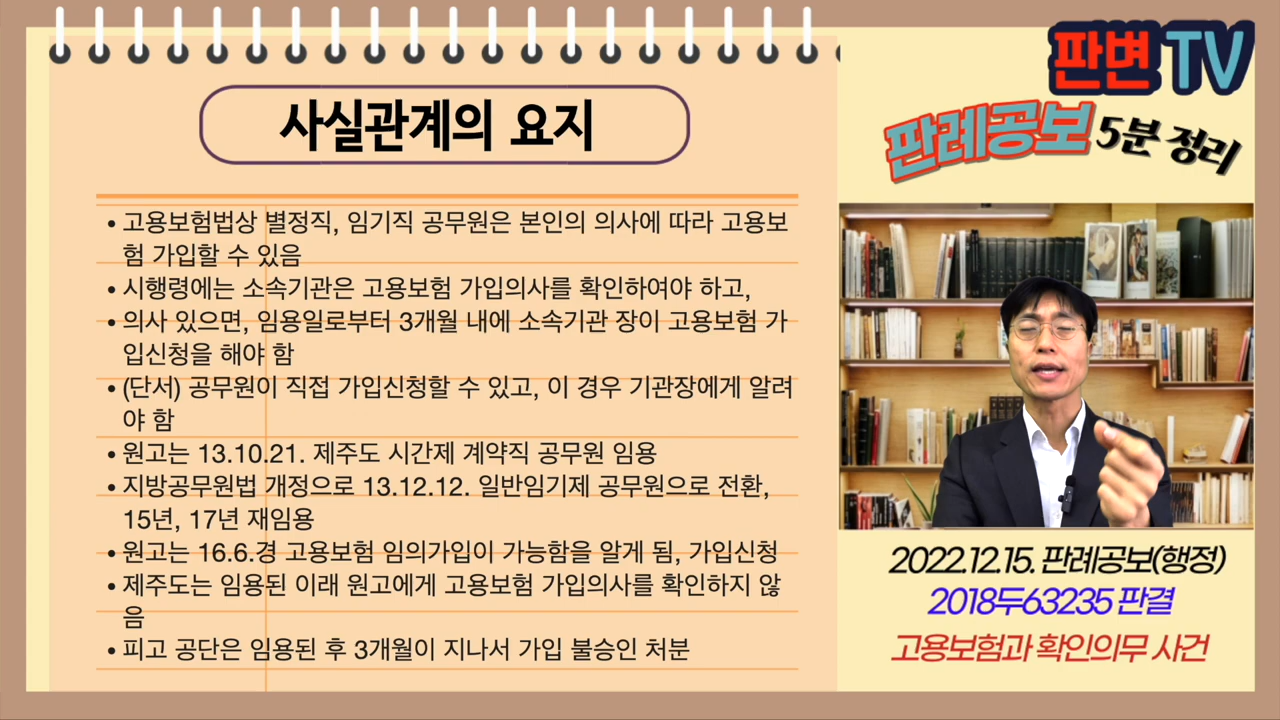 사실관계의 요지
• 고용보험법상 별정직, 임기직 공무원은 본인의 의사에 따라 고용보
험 가입할 수 있음
• 시행령에는 소속기관은 고용보험 가입의사를 확인하여야 하고,
• 의사 있으면, 임용일로부터 3개월 내에 소속기관 장이 고용보험 가
입신청을 해야 함
• (단서) 공무원이 직접 가입신청할 수 있고, 이 경우 기관장에게 알려
야 함
• 원고는 13.10.21. 제주도 시간제 계약직 공무원 임용
• 지방공무원법 개정으로 13.12.12. 일반임기제 공무원으로 전환,
15년, 17년 재임용
• 원고는 16.6.경 고용보험 임의가입이 가능함을 알게 됨, 가입신청
• 제주도는 임용된 이래 원고에게 고용보험 가입의사를 확인하지 않
음
• 피고 공단은 임용된 후 3개월이 지나서 가입 불승인 처분
판변 TV
판례공보 5분 정리
2022.12.15. 판례공보(행정)
2018두63235 판결
고용보험과 확인의무 사건